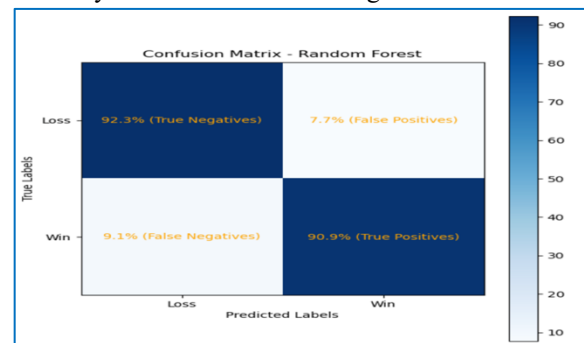 Confusion Matrix - Random Forest
90
80
70
60
50
40
30
20
10
True Labels
Loss
92.3% (True Negatives)
7.7% (False Positives)
Win
9.1% (False Negatives)
90.9% (True Positives)
Loss
Win
Predicted Labels